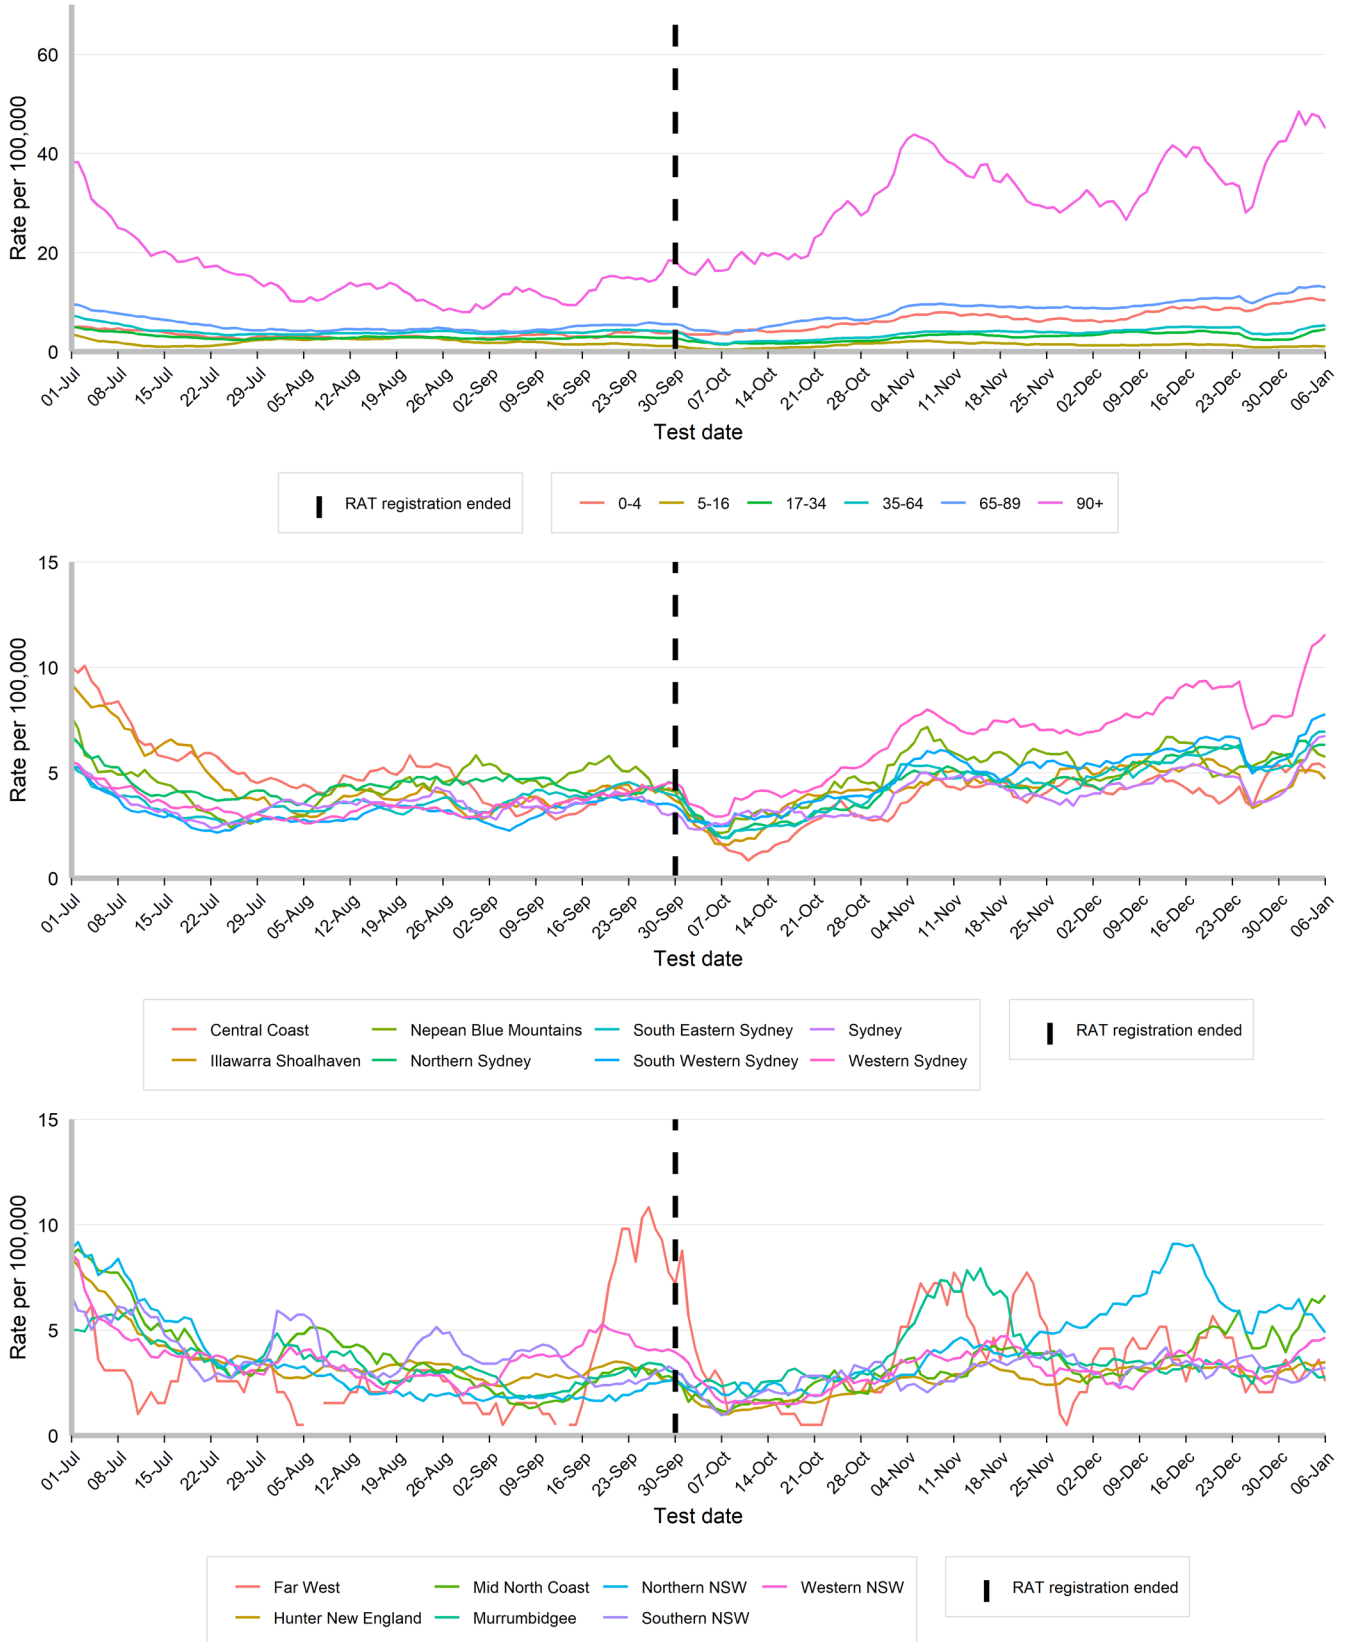 Rate per 100,000
60
40
20
0
01-Jul 08-Jul 15-Jul 22-Jul 29-Jul 05-Aug 12-Aug 19-Aug 26-Aug 02-Sep 09-Sep 16-Sep 23-Sep 30-Sep 07-Oct 14-Oct 21-Oct 28-Oct 04-Nov 11-Nov 18-Nov 25-Nov 02-Dec 09-Dec 16-Dec 23-Dec 30-Dec 06-Jan
Test date
RAT registration ended 0-4 5-16 17-34 35-64 65-89 90+
Rate per 100,000
15
10
5
0
01-Jul 08-Jul 15-Jul 22-Jul 29-Jul 05-Aug 12-Aug 19-Aug 26-Aug 02-Sep 09-Sep 16-Sep 23-Sep 30-Sep 07-Oct 14-Oct 21-Oct 28-Oct 04-Nov 11-Nov 18-Nov 25-Nov 02-Dec 09-Dec 16-Dec 23-Dec 30-Dec 06-Jan
Test date
Central Coast Nepean Blue Mountains South Eastern Sydney Sydney RAT registration ended
Illawarra Shoalhaven Northern Sydney South Western Sydney Western Sydney
Rate per 100,000
15
10
5
0
01-Jul 08-Jul 15-Jul 22-Jul 29-Jul 05-Aug 12-Aug 19-Aug 26-Aug 02-Sep 09-Sep 16-Sep 23-Sep 30-Sep 07-Oct 14-Oct 21-Oct 28-Oct 04-Nov 11-Nov 18-Nov 25-Nov 02-Dec 09-Dec 16-Dec 23-Dec 30-Dec 06-Jan
Test date
Far West Mid North Coast Northern NSW Western NSW RAT registration ended
Hunter New England Murrumbidgee Southern NSW